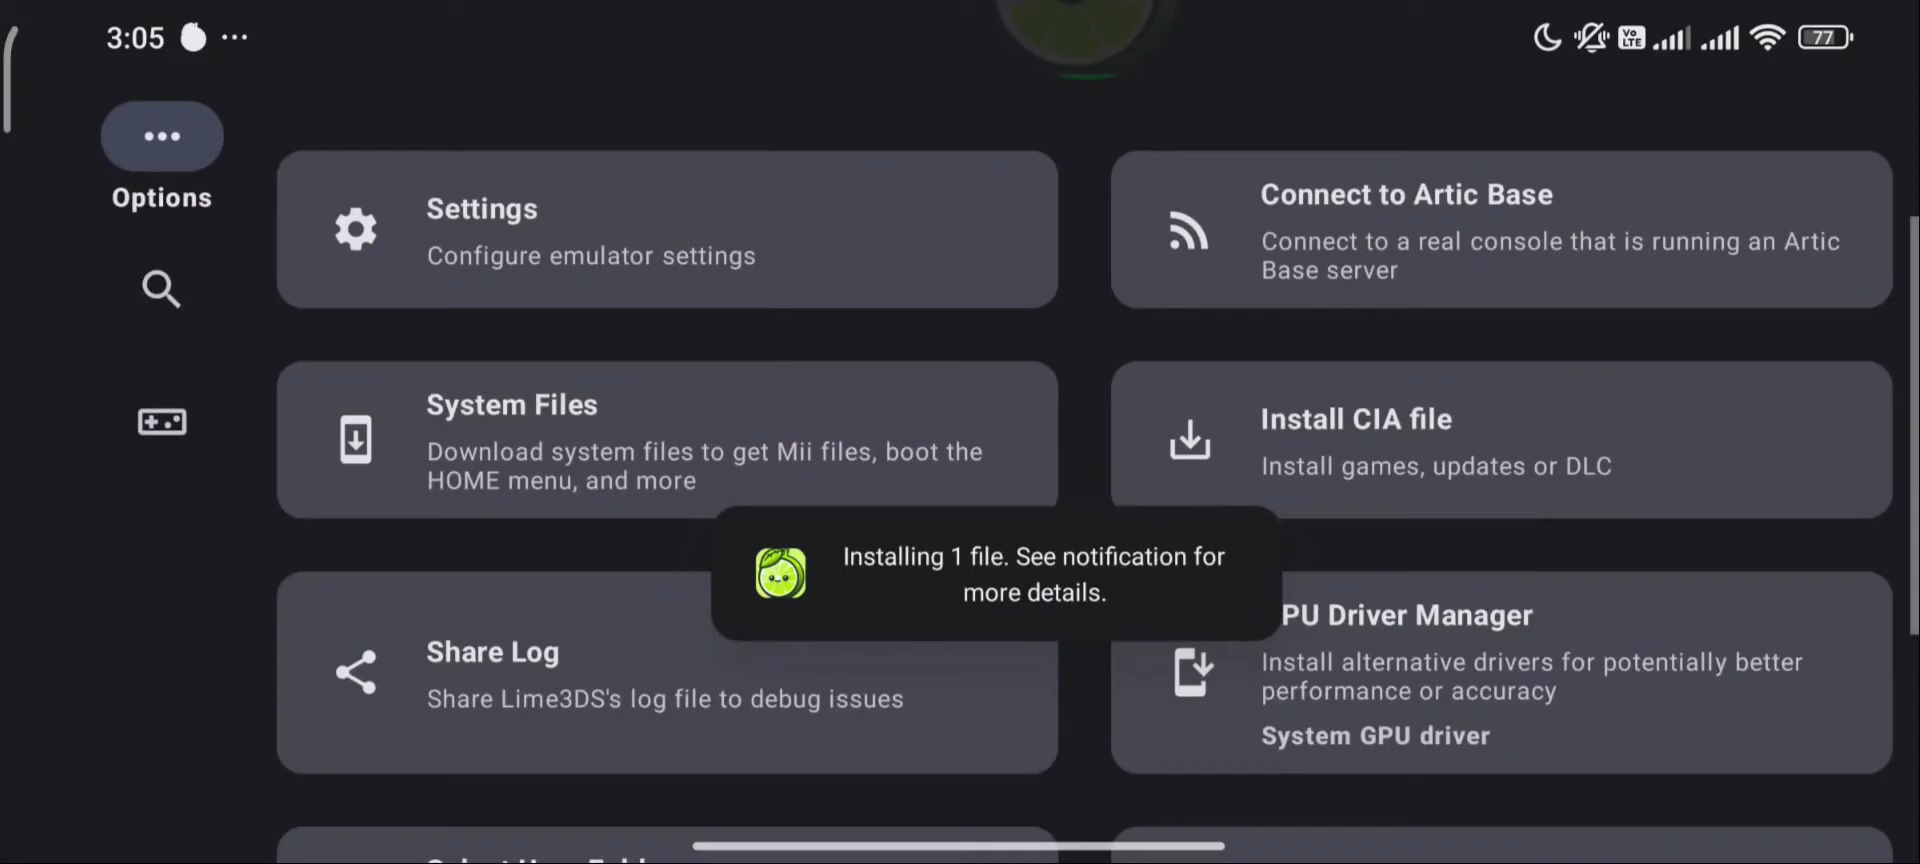 3:05
Vo LTE
77
Options
Settings
Configure emulator settings
Connect to Artic Base
Connect to a real console that is running an Artic
Base server
System Files
Download system files to get Mii files, boot the
HOME menu, and more
Install CIA file
Install games, updates or DLC
Installing 1 file. See notification for
more details.
Share Log
Share Lime3DS's log file to debug issues
PU Driver Manager
Install alternative drivers for potentially better
performance or accuracy
System GPU driver